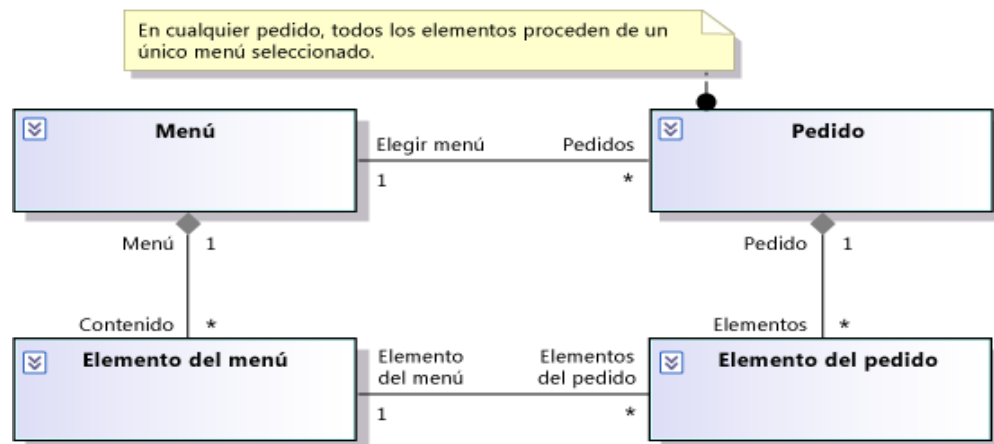 En cualquier pedido, todos los elementos proceden de un
único menú seleccionado.
Menú
Elegir menú
Pedidos
Pedido
1
*
Menú
1
Pedido
1
Contenido
*
Elementos
*
Elemento del menú
Elemento
del menú
Elementos
del pedido
Elemento del pedido
1
*